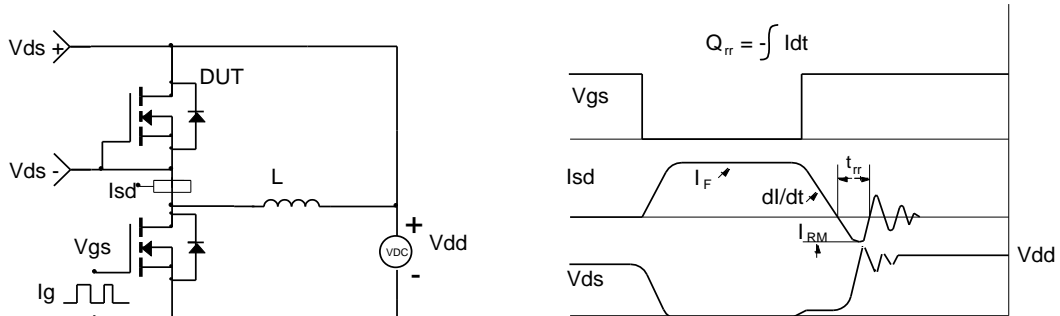 Vds +
DUT
Vds -
Isd
L
Vgs
Ig
+
VDC
-
Vdd
Qrr = -∫ Idt
Vgs
Isd
IF
dI/dt
trr
IRM
Vds
Vdd